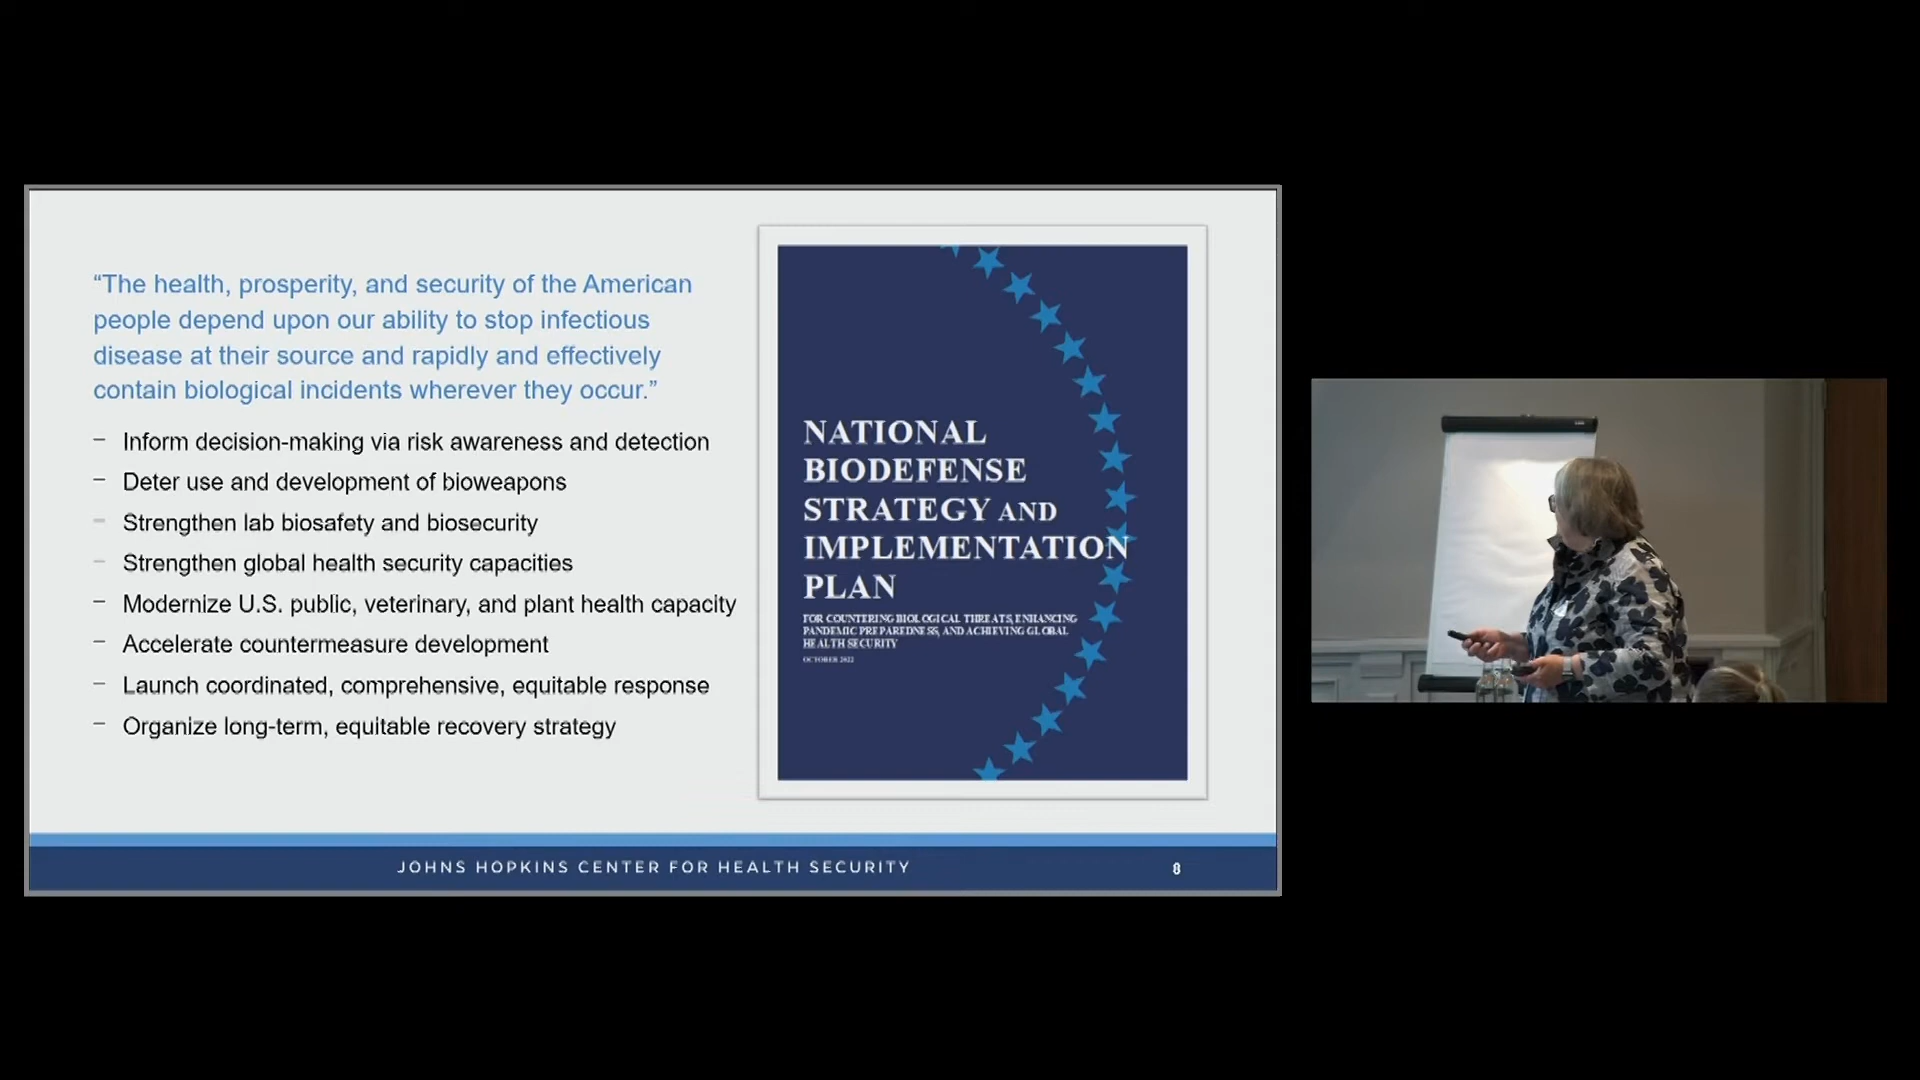 “The health, prosperity, and security of the American
people depend upon our ability to stop infectious
disease at their source and rapidly and effectively
contain biological incidents wherever they occur.”
– Inform decision-making via risk awareness and detection
– Deter use and development of bioweapons
– Strengthen lab biosafety and biosecurity
– Strengthen global health security capacities
– Modernize U.S. public, veterinary, and plant health capacity
– Accelerate countermeasure development
– Launch coordinated, comprehensive, equitable response
– Organize long-term, equitable recovery strategy
NATIONAL
BIODEFENSE
STRATEGY AND
IMPLEMENTATION
PLAN
FOR COUNTERING BIOLOGICAL THREATS, ENHANCING
PANDEMIC PREPAREDNESS, AND ACHIEVING GLOBAL
HEALTH SECURITY
OCTOBER 2022
JOHNS HOPKINS CENTER FOR HEALTH SECURITY
8